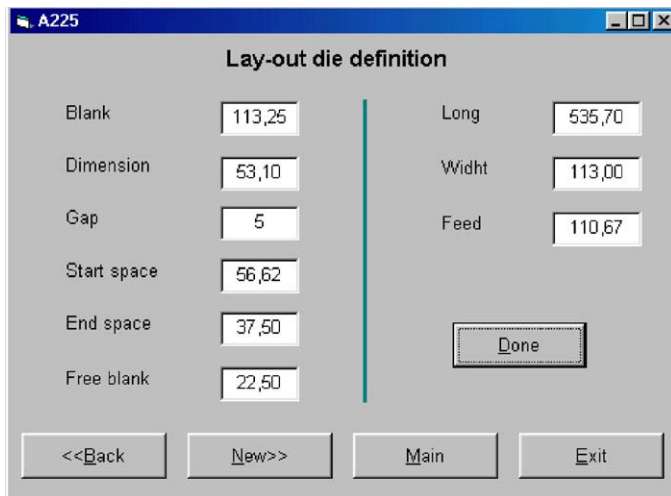 A225
Lay-out die definition
Blank 113,25
Dimension 53,10
Gap 5
Start space 56,62
End space 37,50
Free blank 22,50
Long 535,70
Widht 113,00
Feed 110,67
Done
<<Back New>> Main Exit